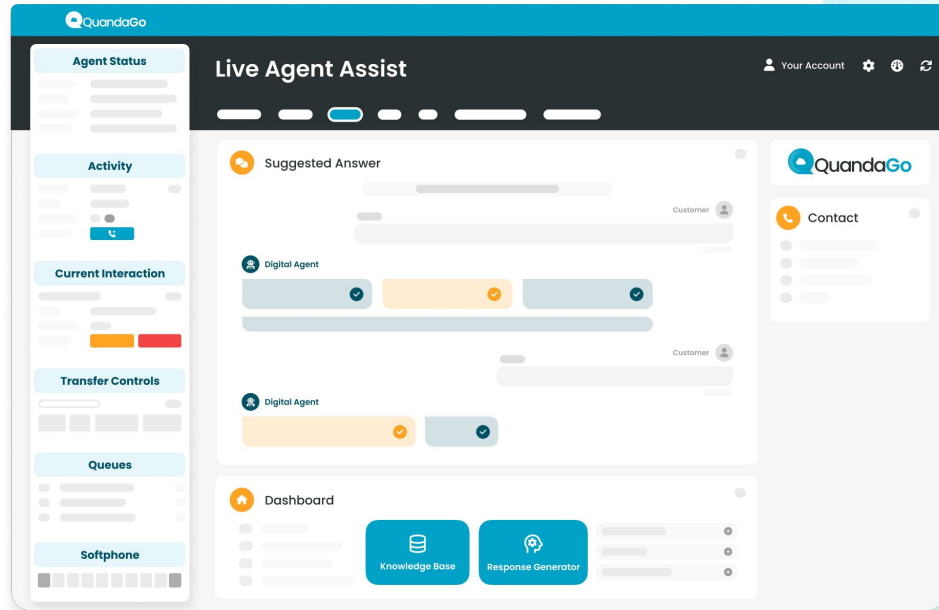 QuandaGo
Agent Status
Activity
Current Interaction
Transfer Controls
Queues
Softphone
Live Agent Assist
Your Account
Suggested Answer
Customer
Digital Agent
Customer
Digital Agent
Dashboard
Knowledge Base
Response Generator
QuandaGo
Contact